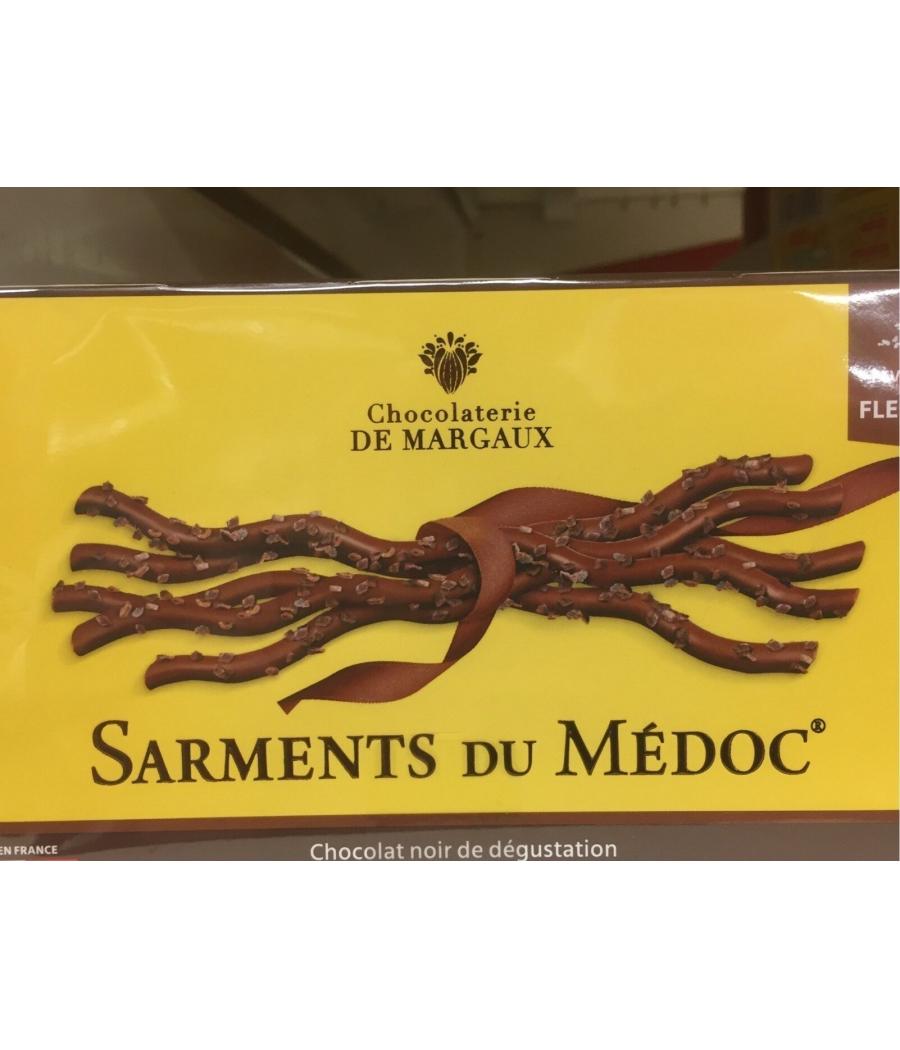 Chocolaterie
DE MARGAUX
FLE
SARMENTS DU MÉDOC®
EN FRANCE
Chocolat noir de dégustation